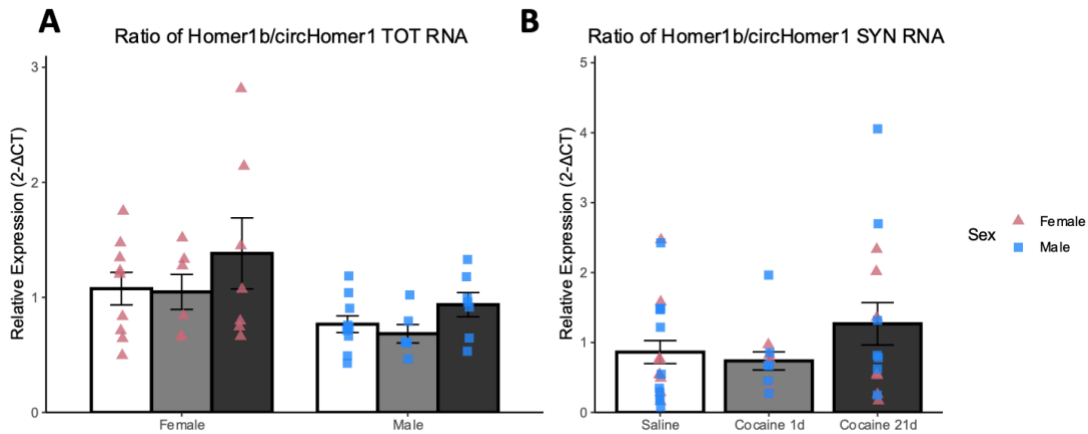 A
Ratio of Homer1b/circHomer1 TOT RNA
Relative Expression (2-ΔCT)
3
2
1
0
Female
Male
B
Ratio of Homer1b/circHomer1 SYN RNA
Relative Expression (2-ΔCT)
5
4
3
2
1
0
Saline
Cocaine 1d
Cocaine 21d
Sex
Female
Male